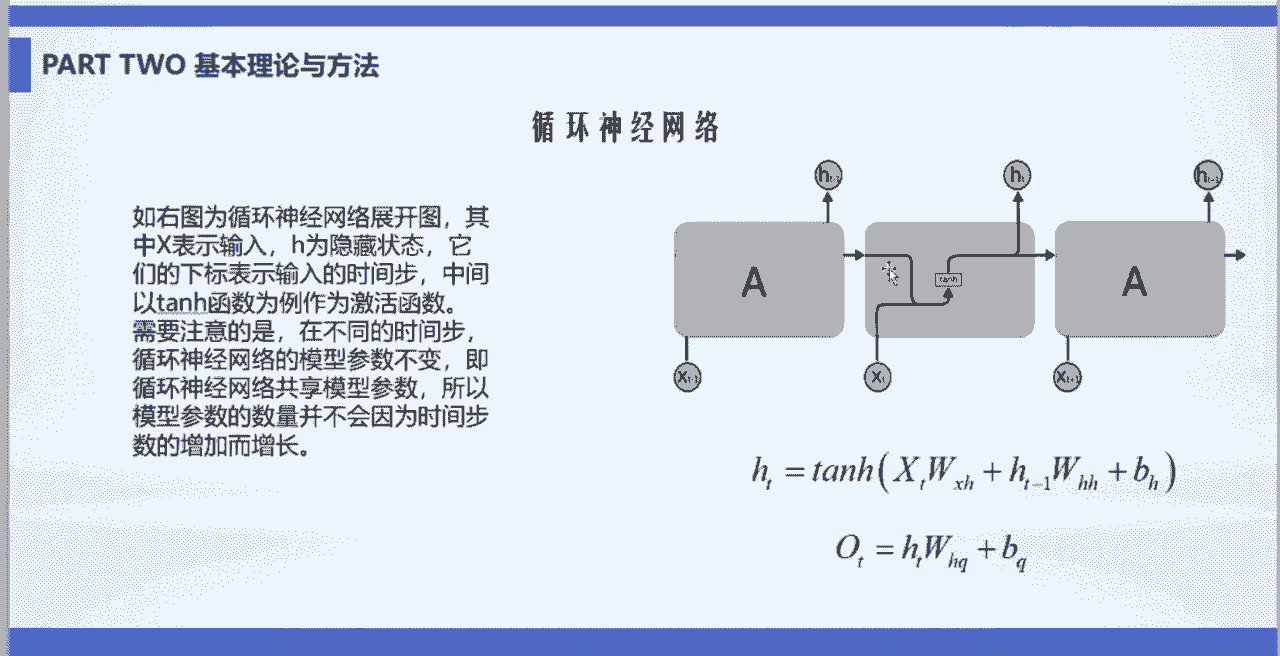 PART TWO 基本理论与方法
循环神经网络
如右图为循环神经网络展开图，其
中X表示输入，h为隐藏状态，它
们的下标表示输入的时间步，中间
以tanh函数为例作为激活函数。
需要注意的是，在不同的时间步，
循环神经网络的模型参数不变，即
循环神经网络共享模型参数，所以
模型参数的数量并不会因为时间步
数的增加而增长。
h_{t-1} h_t
A tanh A
X_{t-1} X_t X_{t+1}
h_t = tanh(X_t W_{xh} + h_{t-1} W_{hh} + b_h)
O_t = h_t W_{hq} + b_q